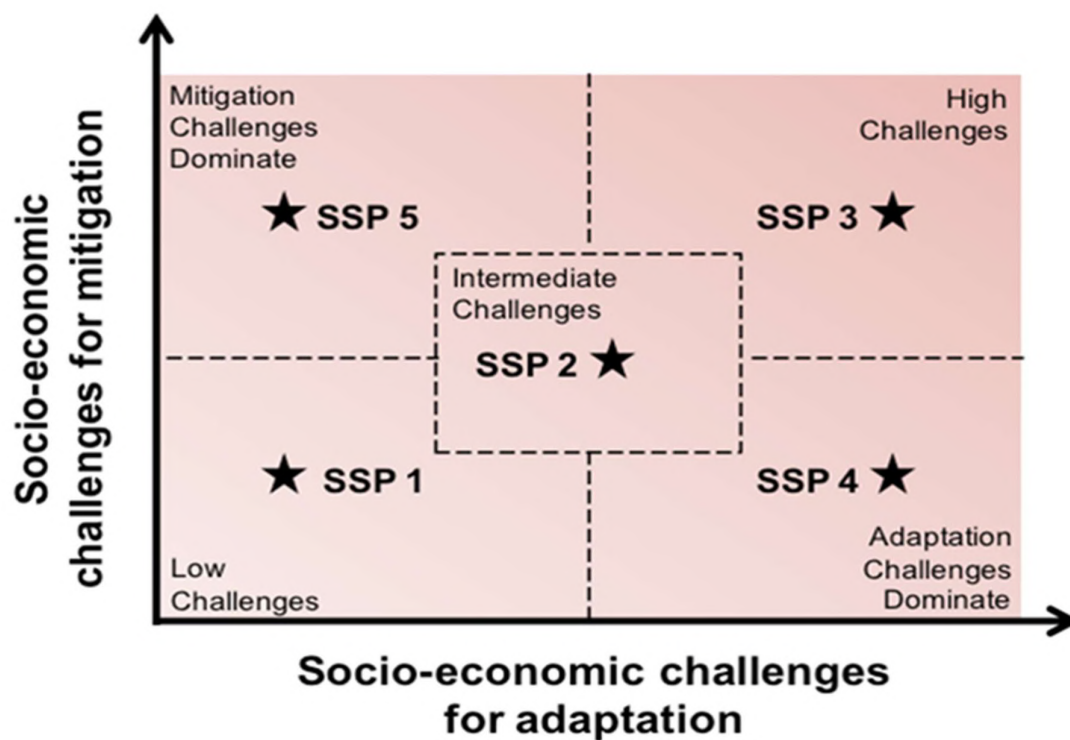 Socio-economic
challenges for mitigation
Mitigation
Challenges
Dominate
High
Challenges
SSP 5
SSP 3
Intermediate
Challenges
SSP 2
SSP 1
SSP 4
Low
Challenges
Adaptation
Challenges
Dominate
Socio-economic challenges
for adaptation